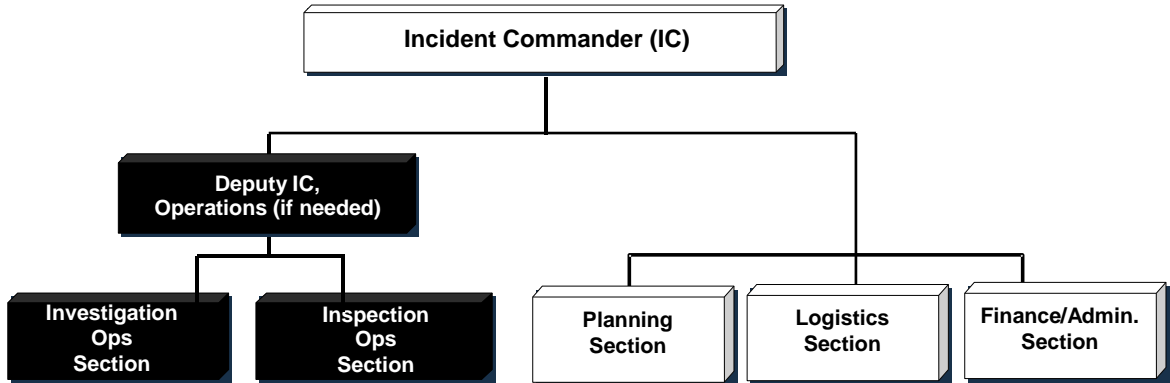 Incident Commander (IC)
Deputy IC,
Operations (if needed)
Investigation
Ops
Section
Inspection
Ops
Section
Planning
Section
Logistics
Section
Finance/Admin.
Section